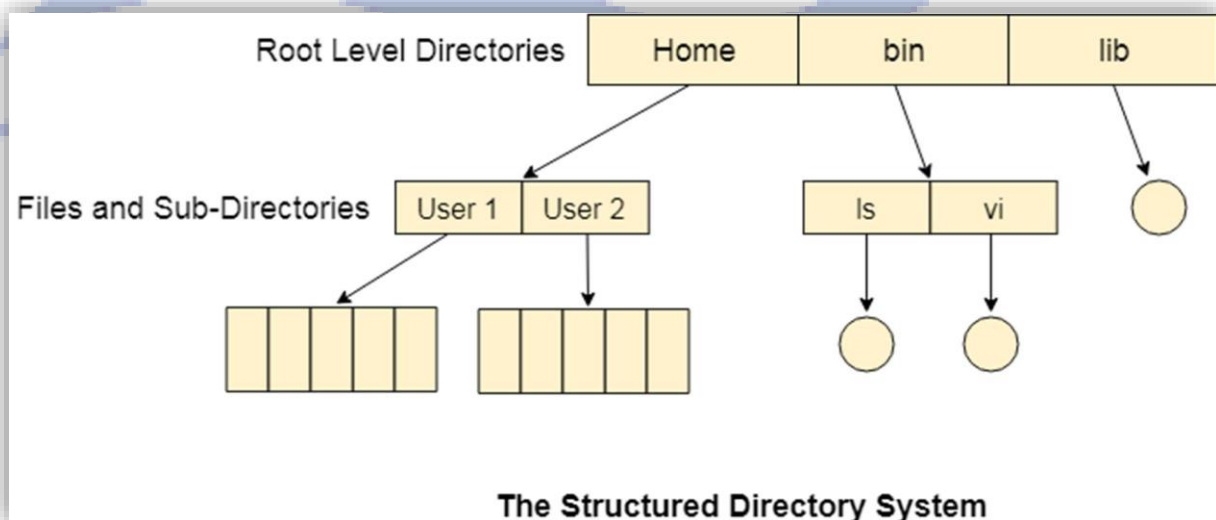 Root Level Directories Home bin lib
Files and Sub-Directories User 1 User 2 ls vi
The Structured Directory System